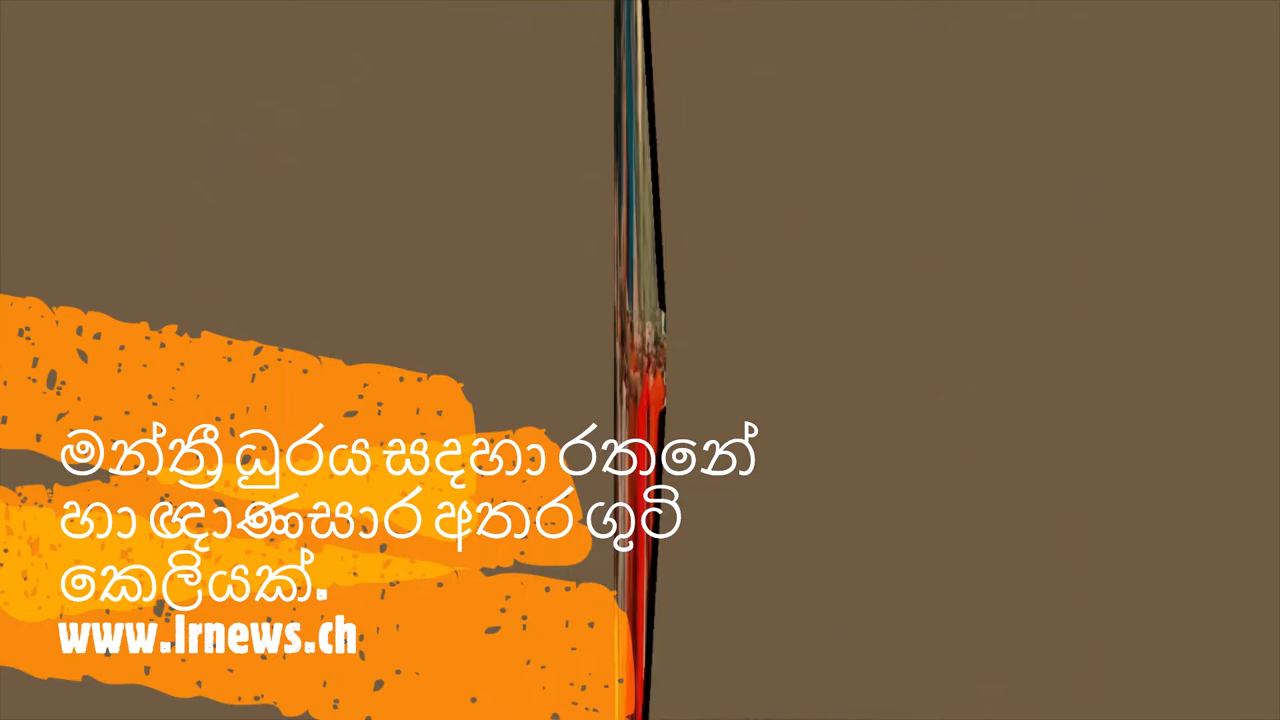 මන්ත්‍රී ධුරය සදහා රතනේ
හා ඥාණසාර අතර ගුටි
කෙලියක්.
www.lrnews.ch